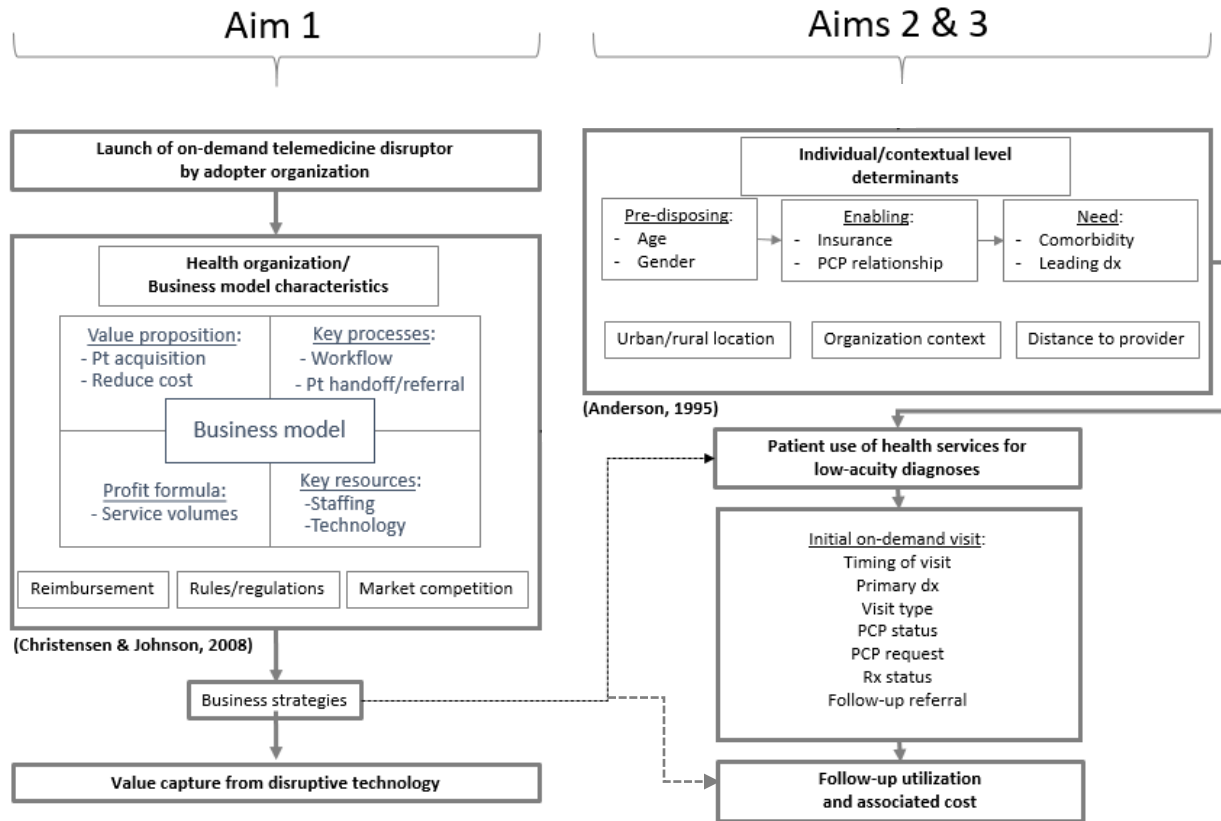 Aim 1
Launch of on-demand telemedicine disruptor
by adopter organization
Health organization/
Business model characteristics
Value proposition:
- Pt acquisition
- Reduce cost
Key processes:
- Workflow
- Pt handoff/referral
Business model
Profit formula:
- Service volumes
Key resources:
-Staffing
-Technology
Reimbursement
Rules/regulations
Market competition
(Christensen & Johnson, 2008)
Business strategies
Value capture from disruptive technology
Aims 2 & 3
Individual/contextual level
determinants
Pre-disposing:
- Age
- Gender
Enabling:
- Insurance
- PCP relationship
Need:
- Comorbidity
- Leading dx
Urban/rural location
Organization context
Distance to provider
(Anderson, 1995)
Patient use of health services for
low-acuity diagnoses
Initial on-demand visit:
Timing of visit
Primary dx
Visit type
PCP status
PCP request
Rx status
Follow-up referral
Follow-up utilization
and associated cost